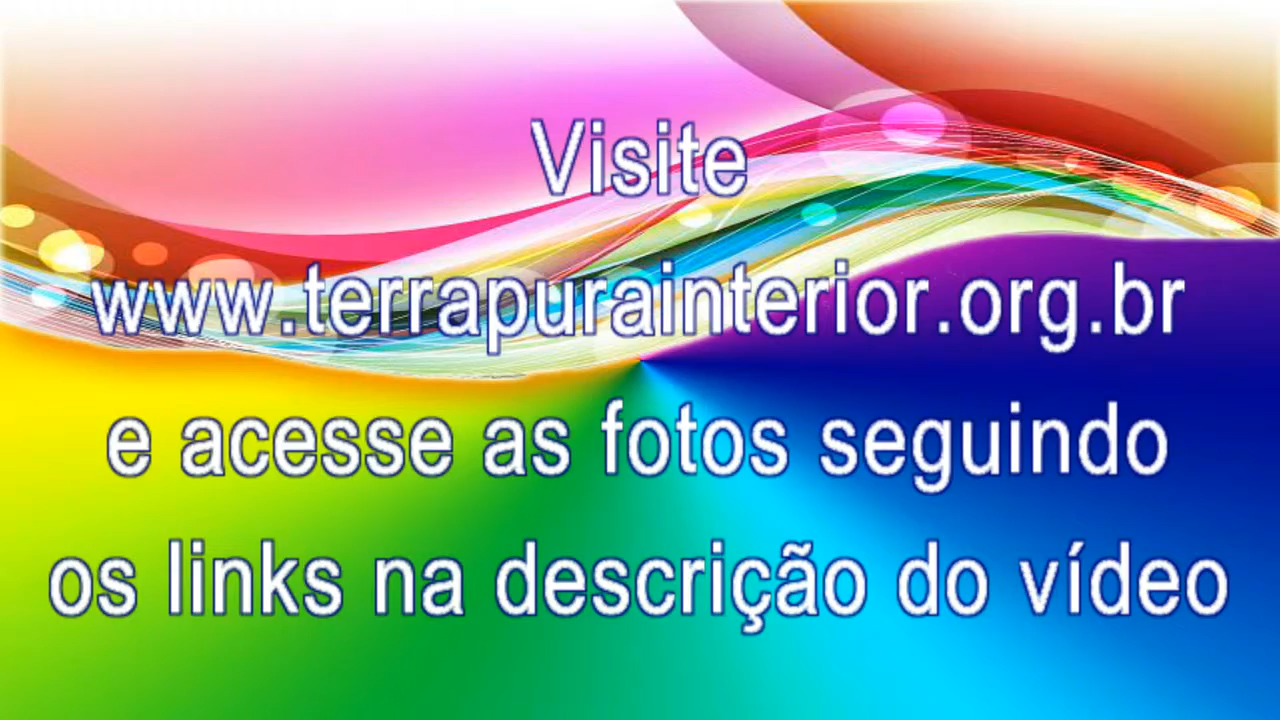 Visite
www.terrapurainterior.org.br
e acesse as fotos seguindo
os links na descrição do vídeo